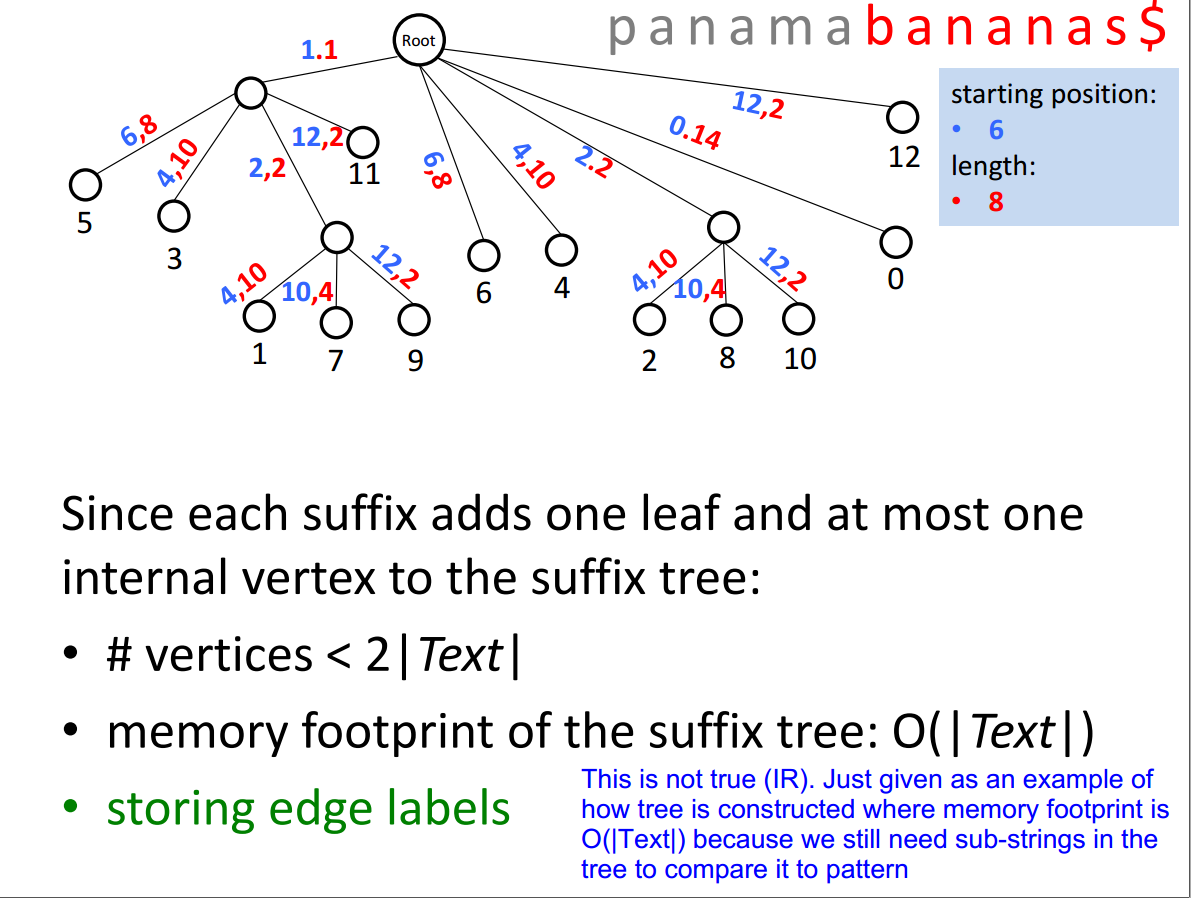 panamabananas$
Root
1.1
12,2
starting position:
• 6
length:
• 8
6,8
4,10
2,2
12,2
6,8
4,10
2.2
0.14
12
11
5
3
4,10
10,4
12,2
6
4
4,10
10,4
12,2
0
1
7
9
2
8
10
Since each suffix adds one leaf and at most one
internal vertex to the suffix tree:
• # vertices < 2|Text|
• memory footprint of the suffix tree: O(|Text|)
• storing edge labels
This is not true (IR). Just given as an example of
how tree is constructed where memory footprint is
O(|Text|) because we still need sub-strings in the
tree to compare it to pattern